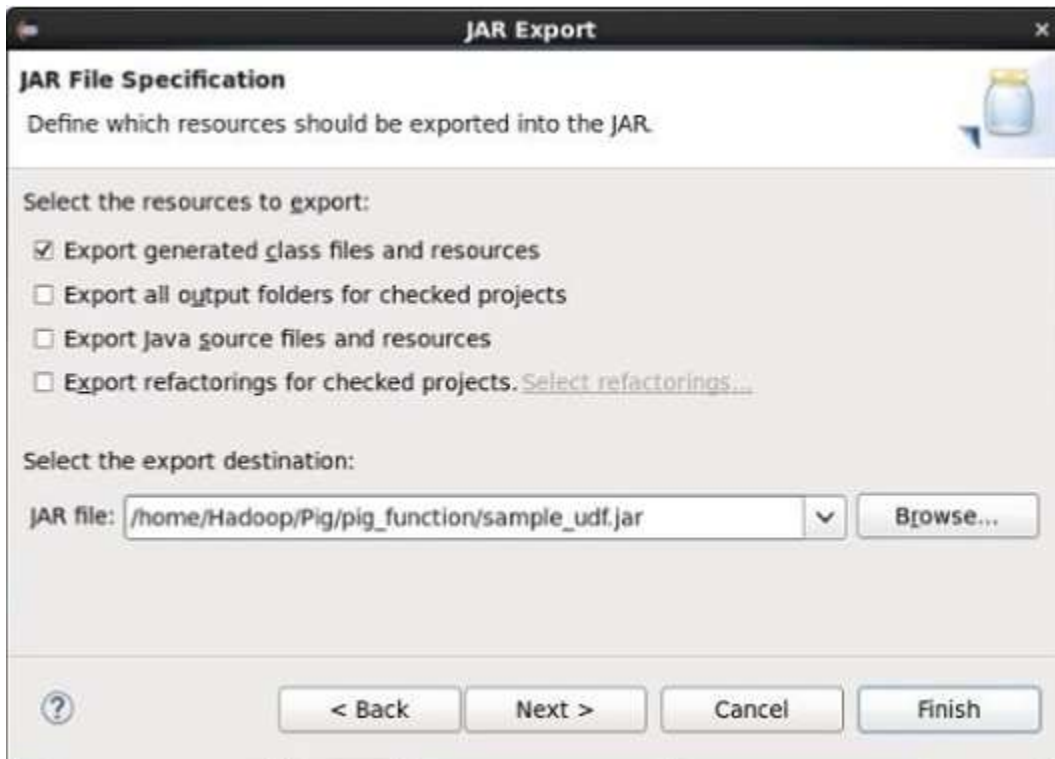 JAR Export
JAR File Specification
Define which resources should be exported into the JAR.
Select the resources to export:
Export generated class files and resources
Export all output folders for checked projects
Export Java source files and resources
Export refactorings for checked projects. Select refactorings...
Select the export destination:
JAR file: /home/Hadoop/Pig/pig_function/sample_udf.jar Browse...
? < Back Next > Cancel Finish